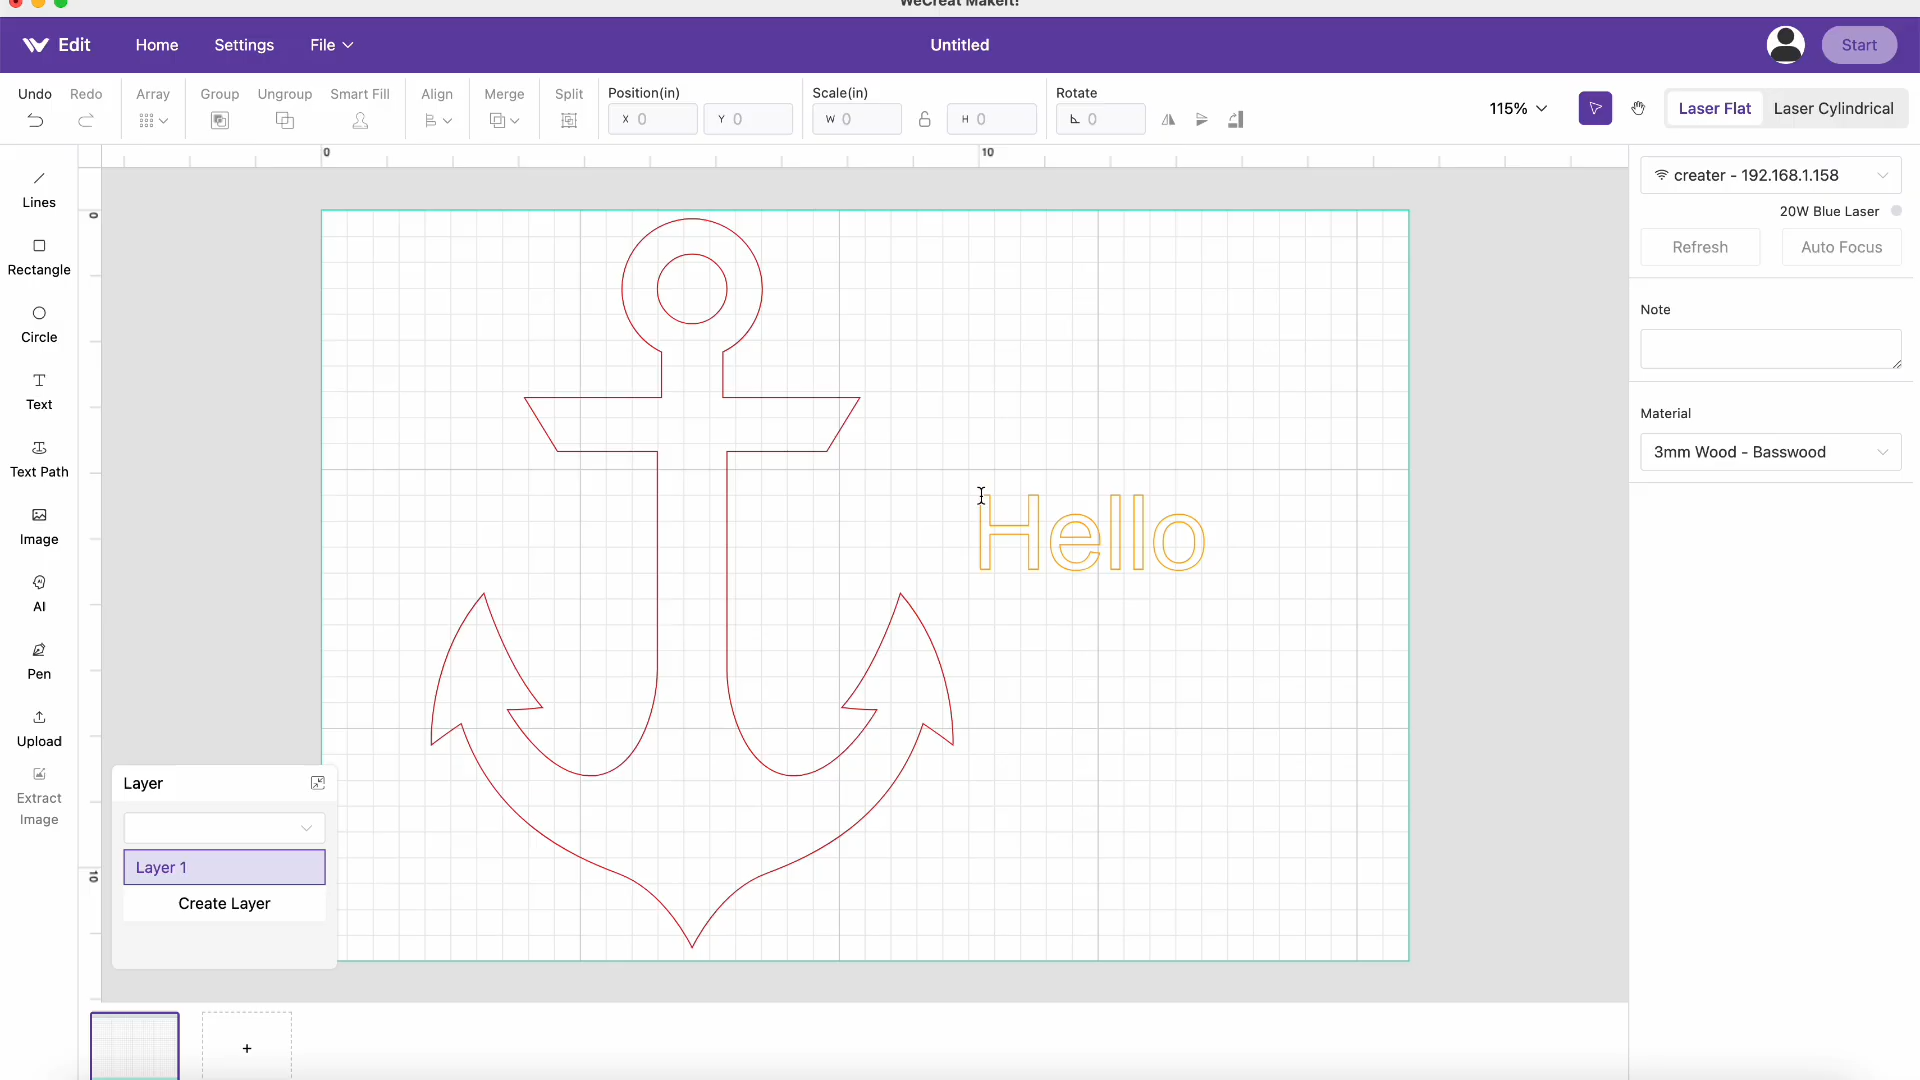 WeCreat MakeIt!
Edit
Home
Settings
File
Untitled
Start
Undo
Redo
Array
Group
Ungroup
Smart Fill
Align
Merge
Split
Position(in)
X 0
Y 0
Scale(in)
W 0
H 0
Rotate
0
115%
Laser Flat
Laser Cylindrical
0
10
0
10
Lines
Rectangle
Circle
Text
Text Path
Image
AI
Pen
Upload
Extract
Image
Hello
Layer
Layer 1
Create Layer
+
creater - 192.168.1.158
20W Blue Laser
Refresh
Auto Focus
Note
Material
3mm Wood - Basswood